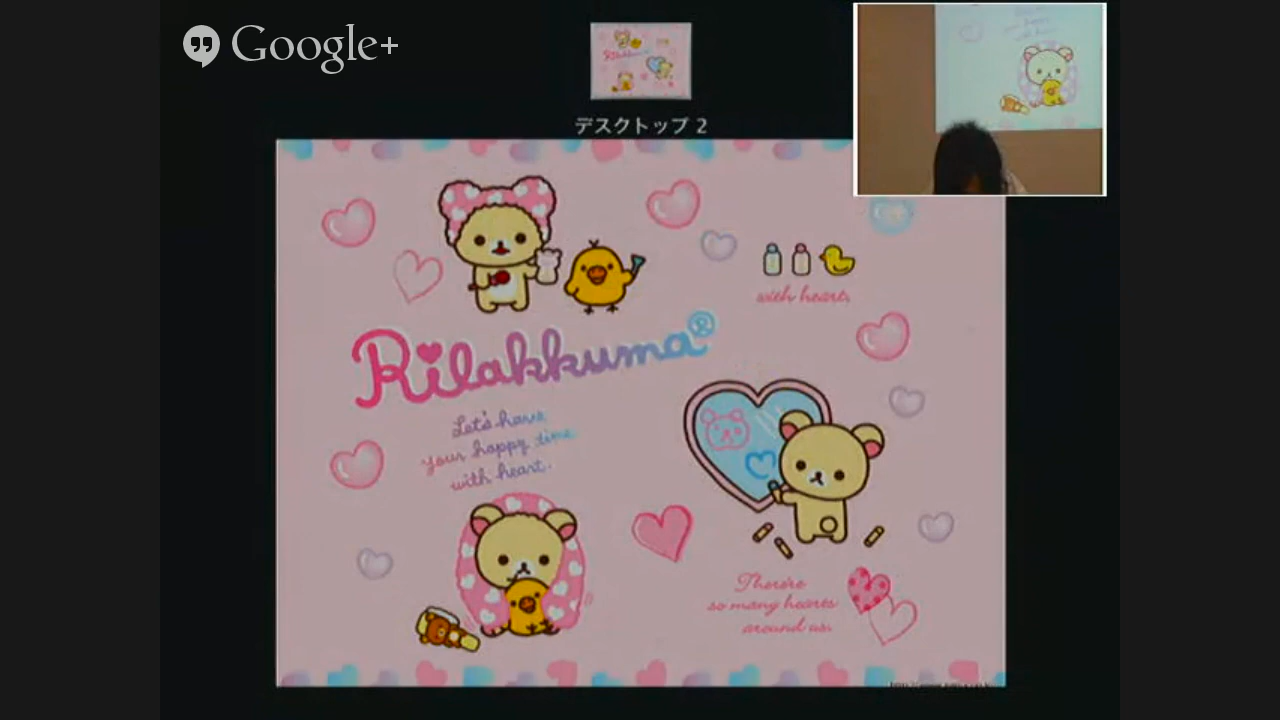 Google+
デスクトップ 2
with heart.
Rilakkuma®
Let's have
your happy time
with heart.
There're
so many hearts
around us.